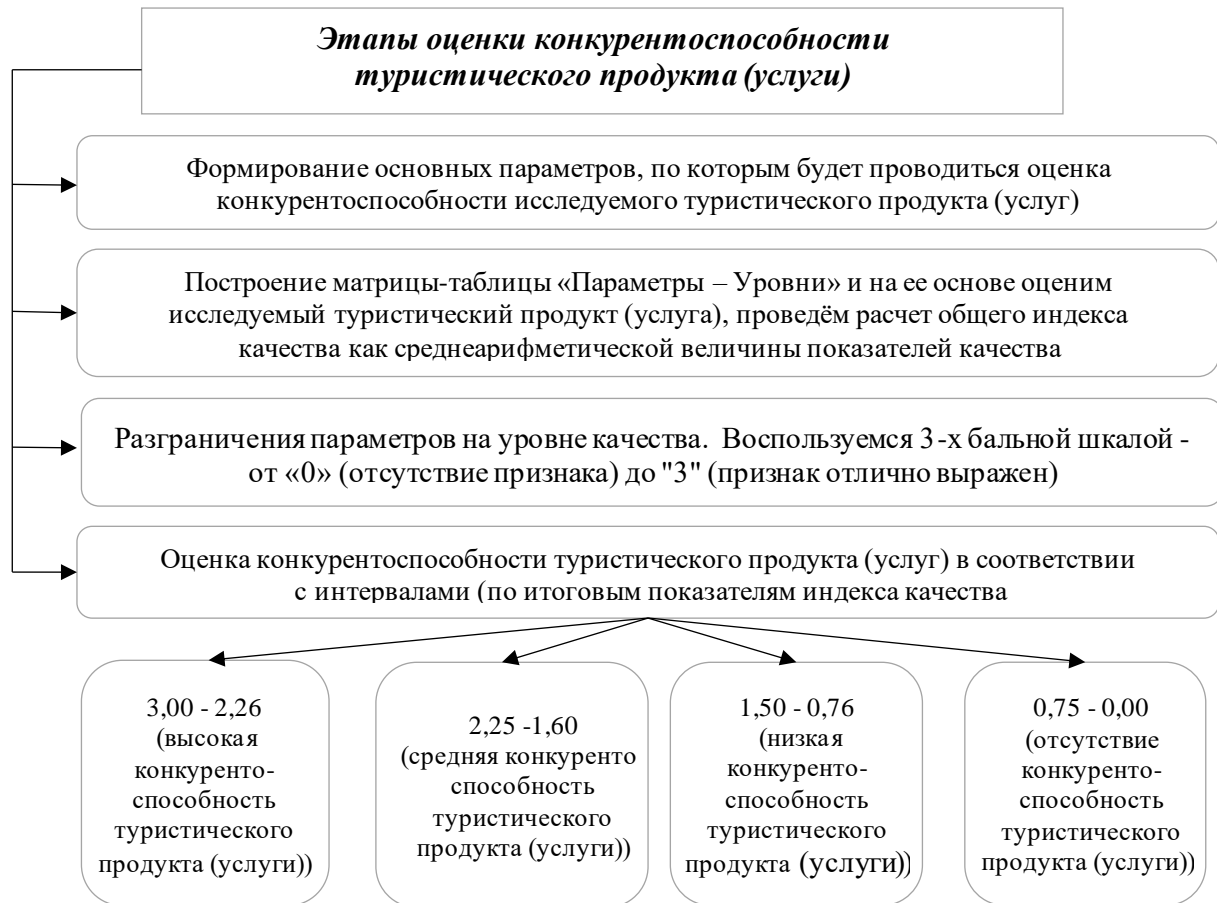 Этапы оценки конкурентоспособности
туристического продукта (услуги)
Формирование основных параметров, по которым будет проводиться оценка
конкурентоспособности исследуемого туристического продукта (услуг)
Построение матрицы-таблицы «Параметры – Уровни» и на ее основе оценим
исследуемый туристический продукт (услуга), проведём расчет общего индекса
качества как среднеарифметической величины показателей качества
Разграничения параметров на уровне качества. Воспользуемся 3-х бальной шкалой -
от «0» (отсутствие признака) до "3" (признак отлично выражен)
Оценка конкурентоспособности туристического продукта (услуг) в соответствии
с интервалами (по итоговым показателям индекса качества
3,00 - 2,26
(высокая
конкуренто-
способность
туристического
продукта (услуги))
2,25 -1,60
(средняя конкуренто
способность
туристического
продукта (услуги))
1,50 - 0,76
(низкая
конкуренто-
способность
туристического
продукта (услуги))
0,75 - 0,00
(отсутствие
конкуренто-
способность
туристического
продукта (услуги))